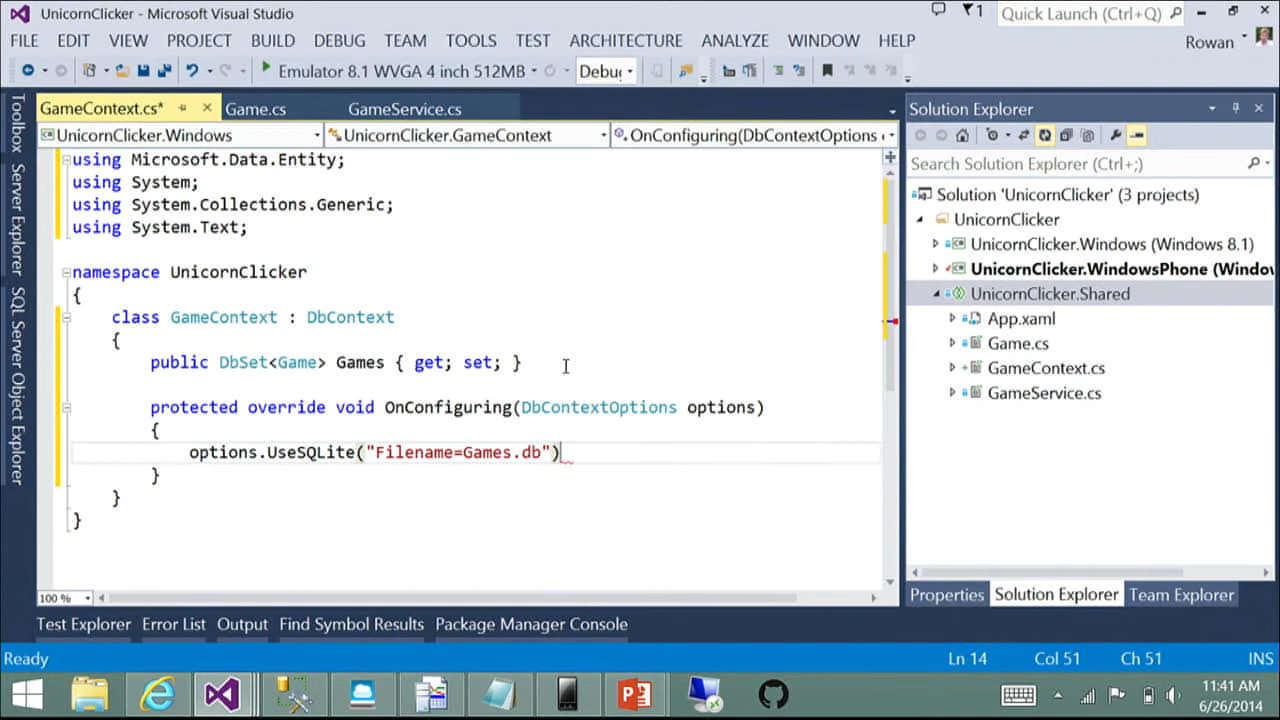 UnicornClicker - Microsoft Visual Studio
1
Quick Launch (Ctrl+Q)
FILE EDIT VIEW PROJECT BUILD DEBUG TEAM TOOLS TEST ARCHITECTURE ANALYZE WINDOW HELP
Rowan
Emulator 8.1 WVGA 4 inch 512MB
Debug
GameContext.cs* Game.cs GameService.cs
UnicornClicker.Windows UnicornClicker.GameContext OnConfiguring(DbContextOptions
using Microsoft.Data.Entity;
using System;
using System.Collections.Generic;
using System.Text;
namespace UnicornClicker
{
class GameContext : DbContext
{
public DbSet<Game> Games { get; set; }
protected override void OnConfiguring(DbContextOptions options)
{
options.UseSQLite("Filename=Games.db")
}
}
}
100 %
Toolbox
Server Explorer
SQL Server Object Explorer
Solution Explorer
Search Solution Explorer (Ctrl+;)
Solution 'UnicornClicker' (3 projects)
UnicornClicker
UnicornClicker.Windows (Windows 8.1)
UnicornClicker.WindowsPhone (Windo
UnicornClicker.Shared
App.xaml
Game.cs
GameContext.cs
GameService.cs
Properties Solution Explorer Team Explorer
Test Explorer Error List Output Find Symbol Results Package Manager Console
Ready Ln 14 Col 51 Ch 51 INS
11:41 AM
6/26/2014